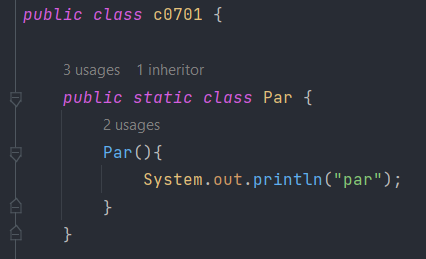 public class c0701 {
3 usages 1 inheritor
public static class Par {
2 usages
Par(){
System.out.println("par");
}
}